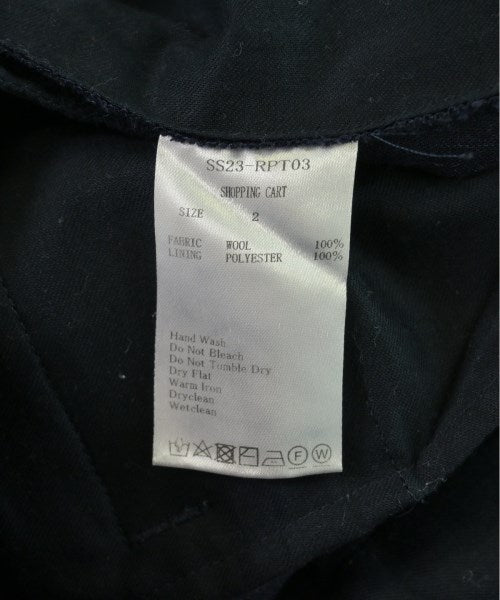 SS23-RPT03
SHOPPING CART
SIZE 2
FABRIC WOOL 100%
LINING POLYESTER 100%
Hand Wash
Do Not Bleach
Do Not Tumble Dry
Dry Flat
Warm Iron
Dryclean
Wetclean
F W